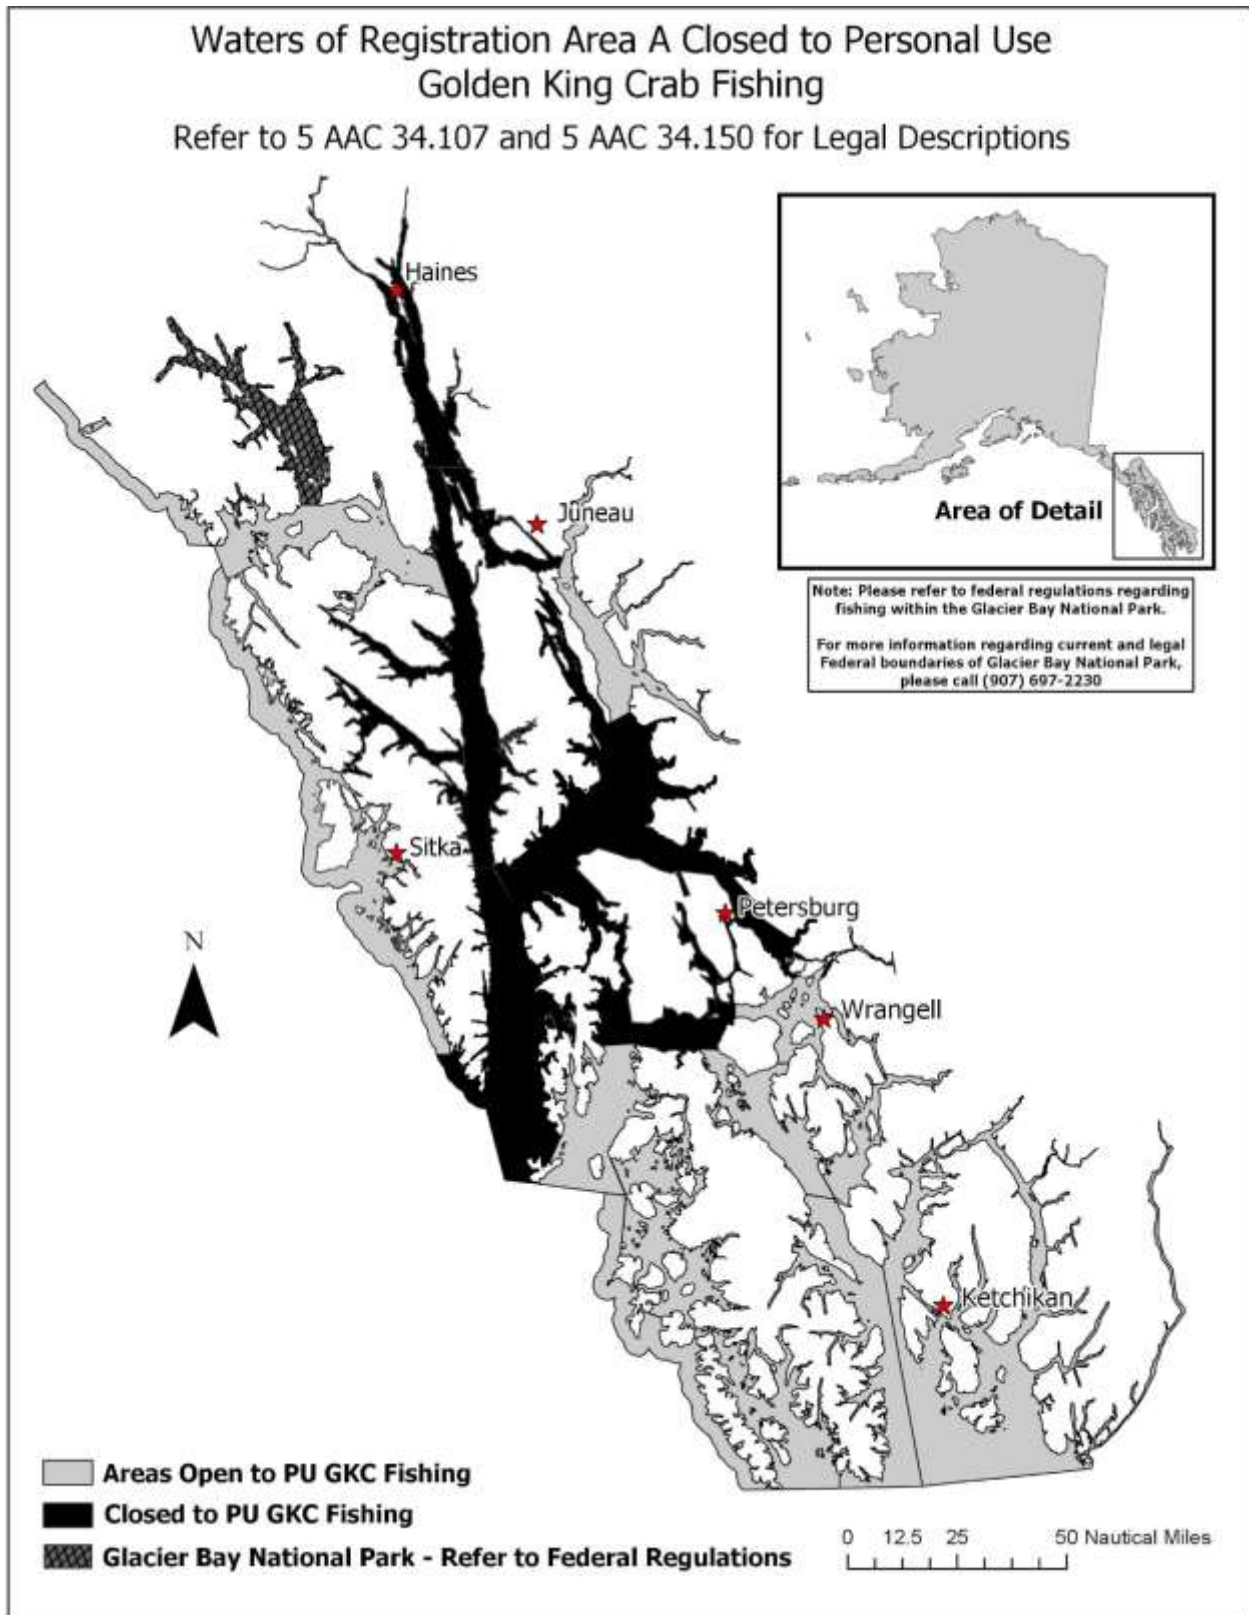 Waters of Registration Area A Closed to Personal Use
Golden King Crab Fishing
Refer to 5 AAC 34.107 and 5 AAC 34.150 for Legal Descriptions
Haines
Juneau
Area of Detail
Note: Please refer to federal regulations regarding
fishing within the Glacier Bay National Park.
For more information regarding current and legal
Federal boundaries of Glacier Bay National Park,
please call (907) 697-2230
Sitka
Petersburg
N
Wrangell
Ketchikan
Areas Open to PU GKC Fishing
Closed to PU GKC Fishing
Glacier Bay National Park - Refer to Federal Regulations
0 12.5 25 50 Nautical Miles